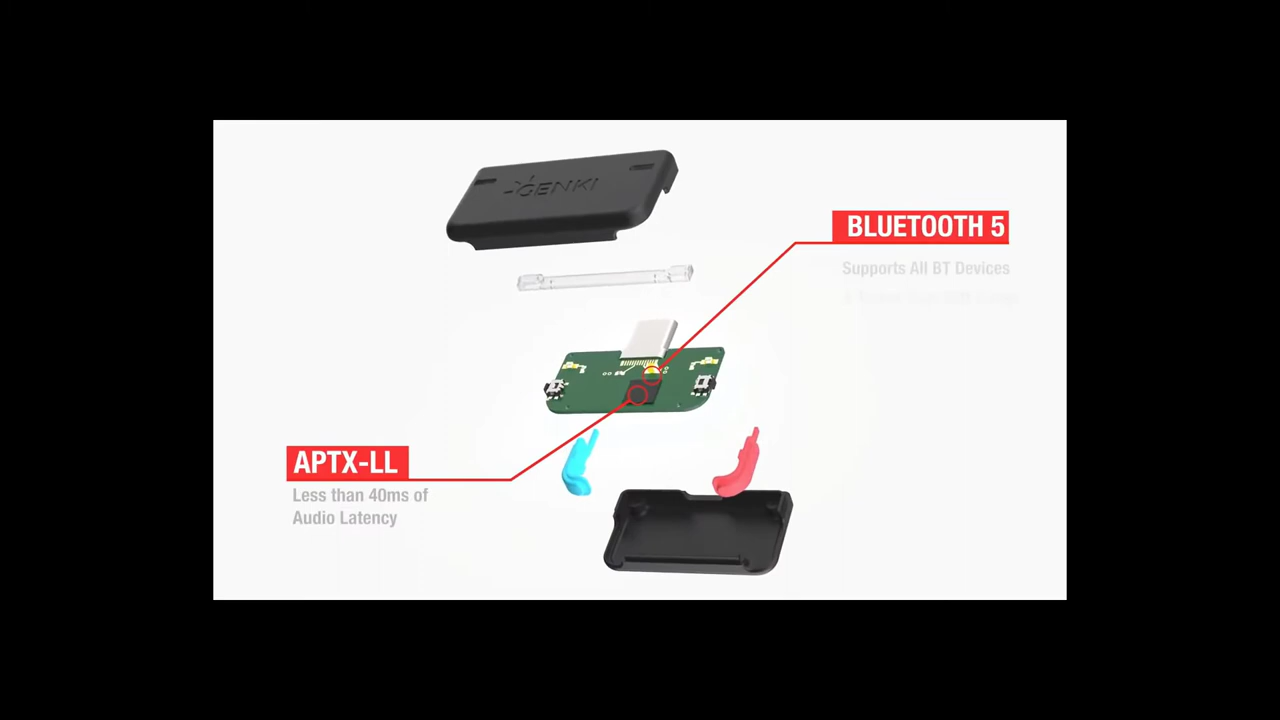 GENKI
BLUETOOTH 5
Supports All BT Devices
APTX-LL
Less than 40ms of
Audio Latency